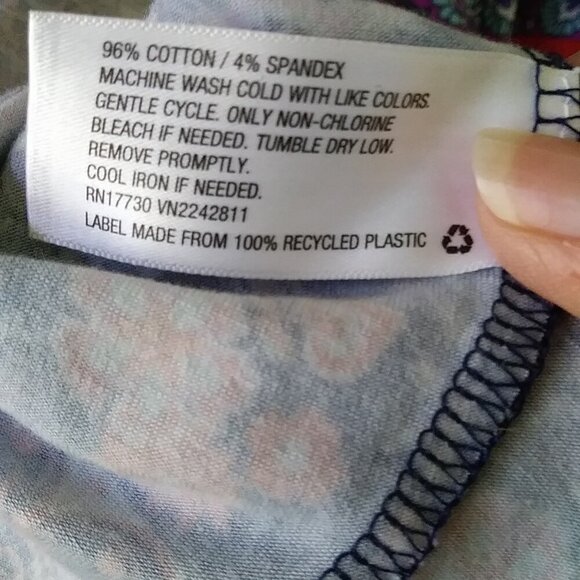 96% COTTON / 4% SPANDEX
MACHINE WASH COLD WITH LIKE COLORS.
GENTLE CYCLE. ONLY NON-CHLORINE
BLEACH IF NEEDED. TUMBLE DRY LOW.
REMOVE PROMPTLY.
COOL IRON IF NEEDED.
RN17730 VN2242811
LABEL MADE FROM 100% RECYCLED PLASTIC